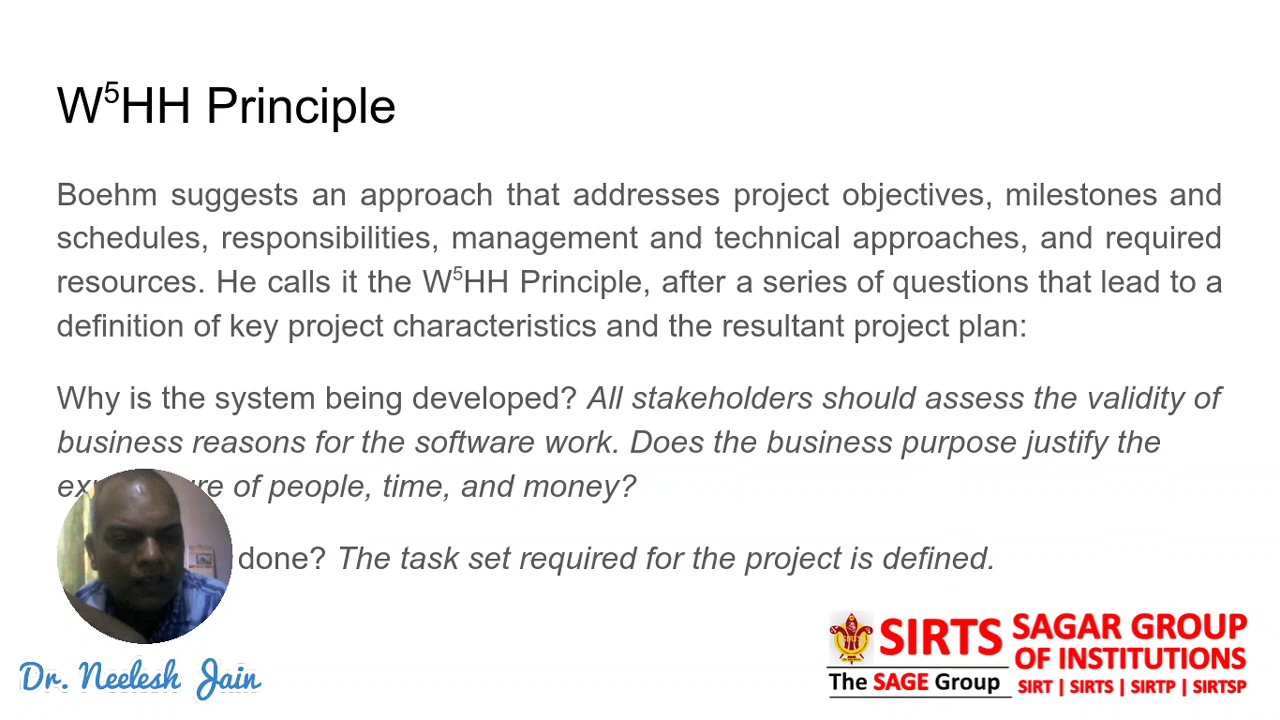 W⁵HH Principle
Boehm suggests an approach that addresses project objectives, milestones and
schedules, responsibilities, management and technical approaches, and required
resources. He calls it the W⁵HH Principle, after a series of questions that lead to a
definition of key project characteristics and the resultant project plan:
Why is the system being developed? All stakeholders should assess the validity of
business reasons for the software work. Does the business purpose justify the
of people, time, and money?
done? The task set required for the project is defined.
Dr. Neelesh Jain
SIRTS
The SAGE Group
SAGAR GROUP
OF INSTITUTIONS
SIRT | SIRTS | SIRTP | SIRTSP